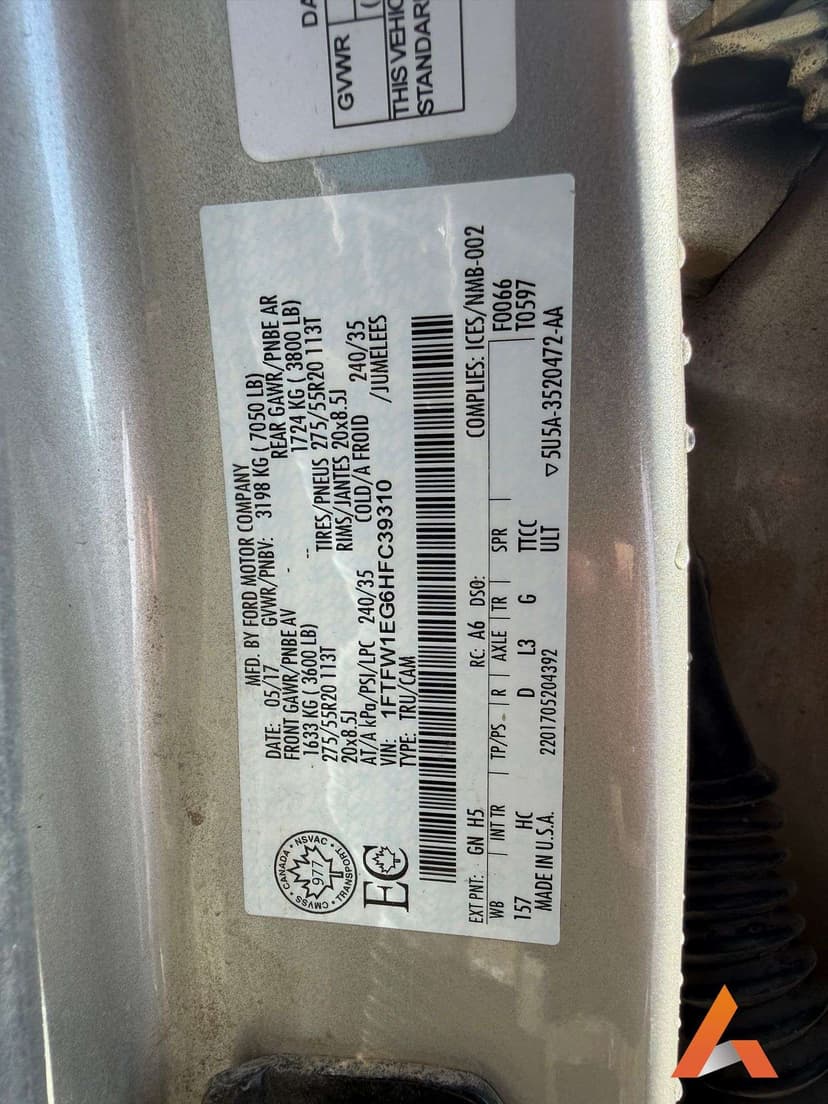 DA
GVWR
THIS VEHIC
STANDAR
MFD. BY FORD MOTOR COMPANY
DATE: 05/17 GVWR/PNBV: 3198 KG ( 7050 LB)
FRONT GAWR/PNBE AV REAR GAWR/PNBE AR
1633 KG ( 3600 LB) 1724 KG ( 3800 LB)
275/55R20 113T TIRES/PNEUS 275/55R20 113T
20x8.5J RIMS/JANTES 20x8.5J
AT/A kPa/PSI/LPC 240/35 COLD/A FROID 240/35
VIN: 1FTFW1EG6HFC39310 /JUMELEES
TYPE: TRU/CAM
CANADA · NSVAC · TRANSPORT · CMVSS
977
EC
EXT PNT: GN H5 RC: A6 DSO: COMPLIES: ICES/NMB-002
WB INT TR TP/PS R AXLE TR SPR F0066
157 HC D L3 G TTCC T0597
MADE IN U.S.A. 2201705204392 ULT ▽5U5A-3520472-AA